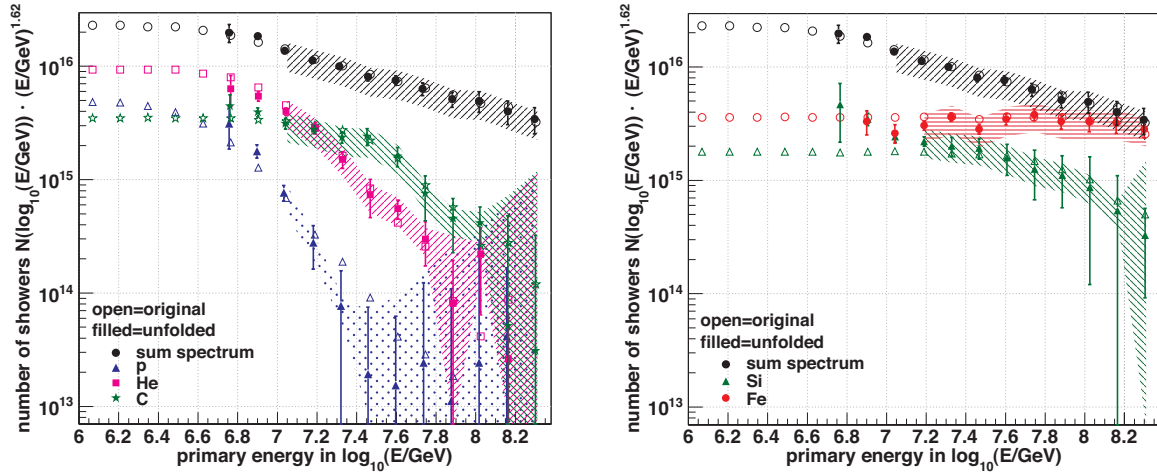 number of showers N(log10(E/GeV)) · (E/GeV)^1.62
10^16
10^15
10^14
10^13
open=original
filled=unfolded
sum spectrum
p
He
C
6 6.2 6.4 6.6 6.8 7 7.2 7.4 7.6 7.8 8 8.2
primary energy in log10(E/GeV)
number of showers N(log10(E/GeV)) · (E/GeV)^1.62
10^16
10^15
10^14
10^13
open=original
filled=unfolded
sum spectrum
Si
Fe
6 6.2 6.4 6.6 6.8 7 7.2 7.4 7.6 7.8 8 8.2
primary energy in log10(E/GeV)